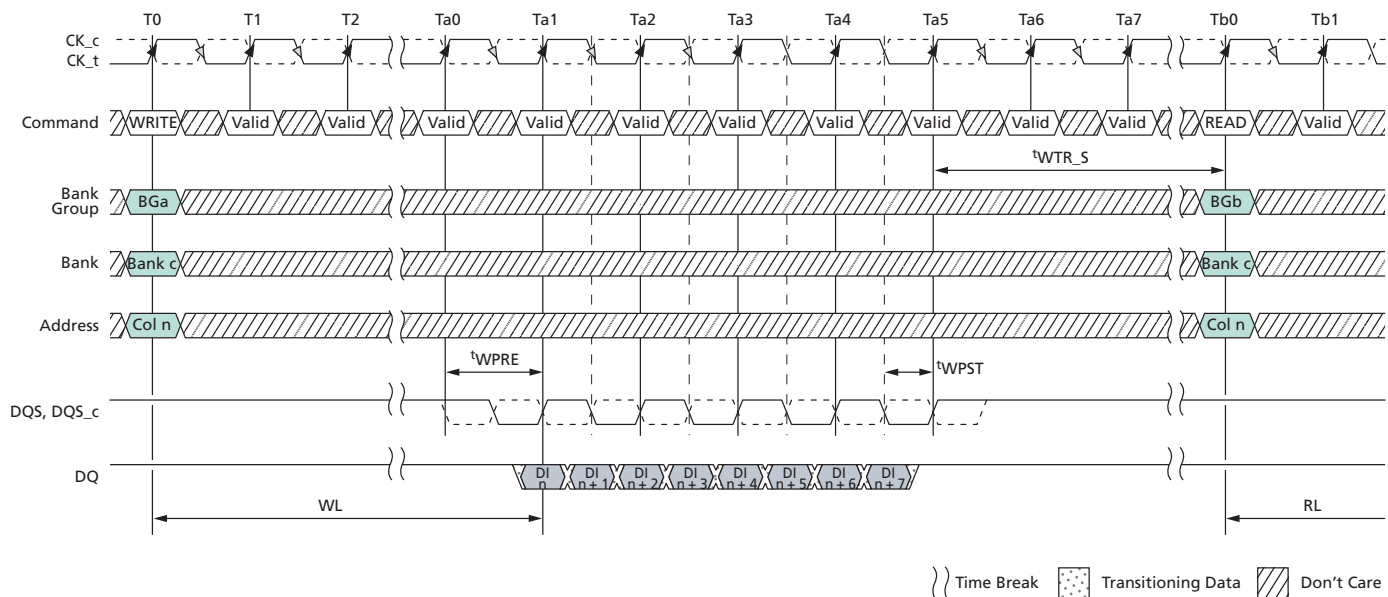 T0 T1 T2 Ta0 Ta1 Ta2 Ta3 Ta4 Ta5 Ta6 Ta7 Tb0 Tb1
CK_c
CK_t
Command WRITE Valid Valid Valid Valid Valid Valid Valid Valid Valid Valid READ Valid
tWTR_S
Bank
Group
BGa BGb
Bank Bank c Bank c
Address Col n Col n
tWPRE tWPST
DQS, DQS_c
DQ
DI DI DI DI DI DI DI DI
n n + 1 n + 2 n + 3 n + 4 n + 5 n + 6 n + 7
WL RL
Time Break Transitioning Data Don't Care